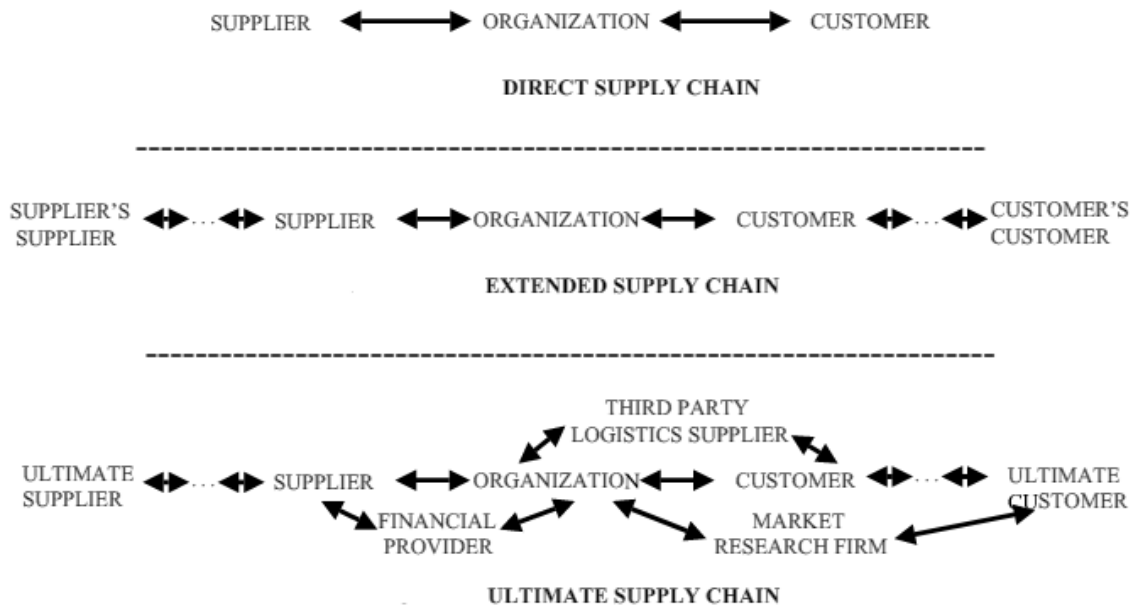 SUPPLIER ORGANIZATION CUSTOMER
DIRECT SUPPLY CHAIN
SUPPLIER'S
SUPPLIER
... SUPPLIER ORGANIZATION CUSTOMER ...
CUSTOMER'S
CUSTOMER
EXTENDED SUPPLY CHAIN
THIRD PARTY
LOGISTICS SUPPLIER
ULTIMATE
SUPPLIER
... SUPPLIER ORGANIZATION CUSTOMER ...
ULTIMATE
CUSTOMER
FINANCIAL
PROVIDER
MARKET
RESEARCH FIRM
ULTIMATE SUPPLY CHAIN